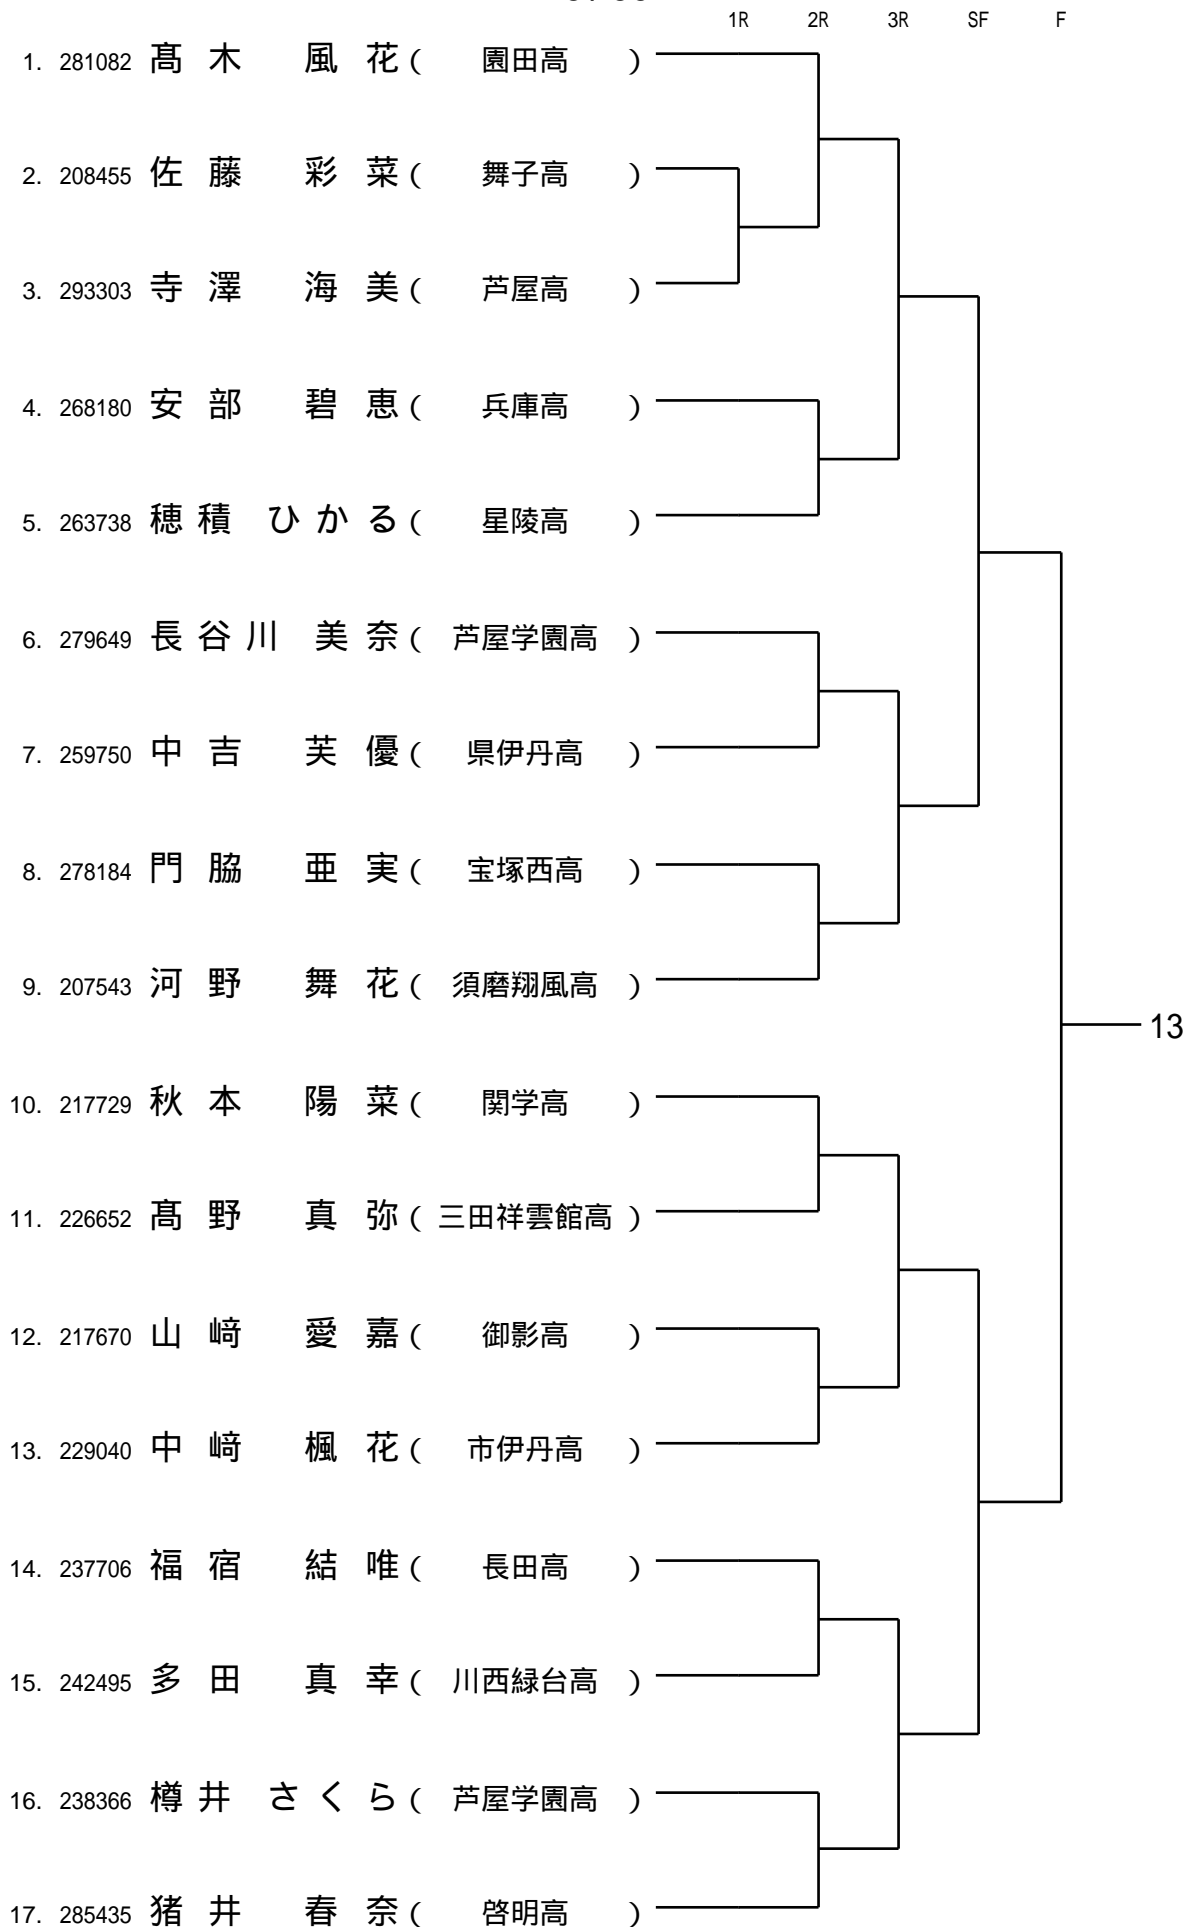 1R 2R 3R SF F
1. 281082 髙木 風花 ( 園田高 )
2. 208455 佐藤 彩菜 ( 舞子高 )
3. 293303 寺澤 海美 ( 芦屋高 )
4. 268180 安部 碧恵 ( 兵庫高 )
5. 263738 穂積 ひかる ( 星陵高 )
6. 279649 長谷川 美奈 ( 芦屋学園高 )
7. 259750 中吉 芙優 ( 県伊丹高 )
8. 278184 門脇 亜実 ( 宝塚西高 )
9. 207543 河野 舞花 ( 須磨翔風高 )
13
10. 217729 秋本 陽菜 ( 関学高 )
11. 226652 髙野 真弥 ( 三田祥雲館高 )
12. 217670 山﨑 愛嘉 ( 御影高 )
13. 229040 中﨑 楓花 ( 市伊丹高 )
14. 237706 福宿 結唯 ( 長田高 )
15. 242495 多田 真幸 ( 川西緑台高 )
16. 238366 樽井 さくら ( 芦屋学園高 )
17. 285435 猪井 春奈 ( 啓明高 )